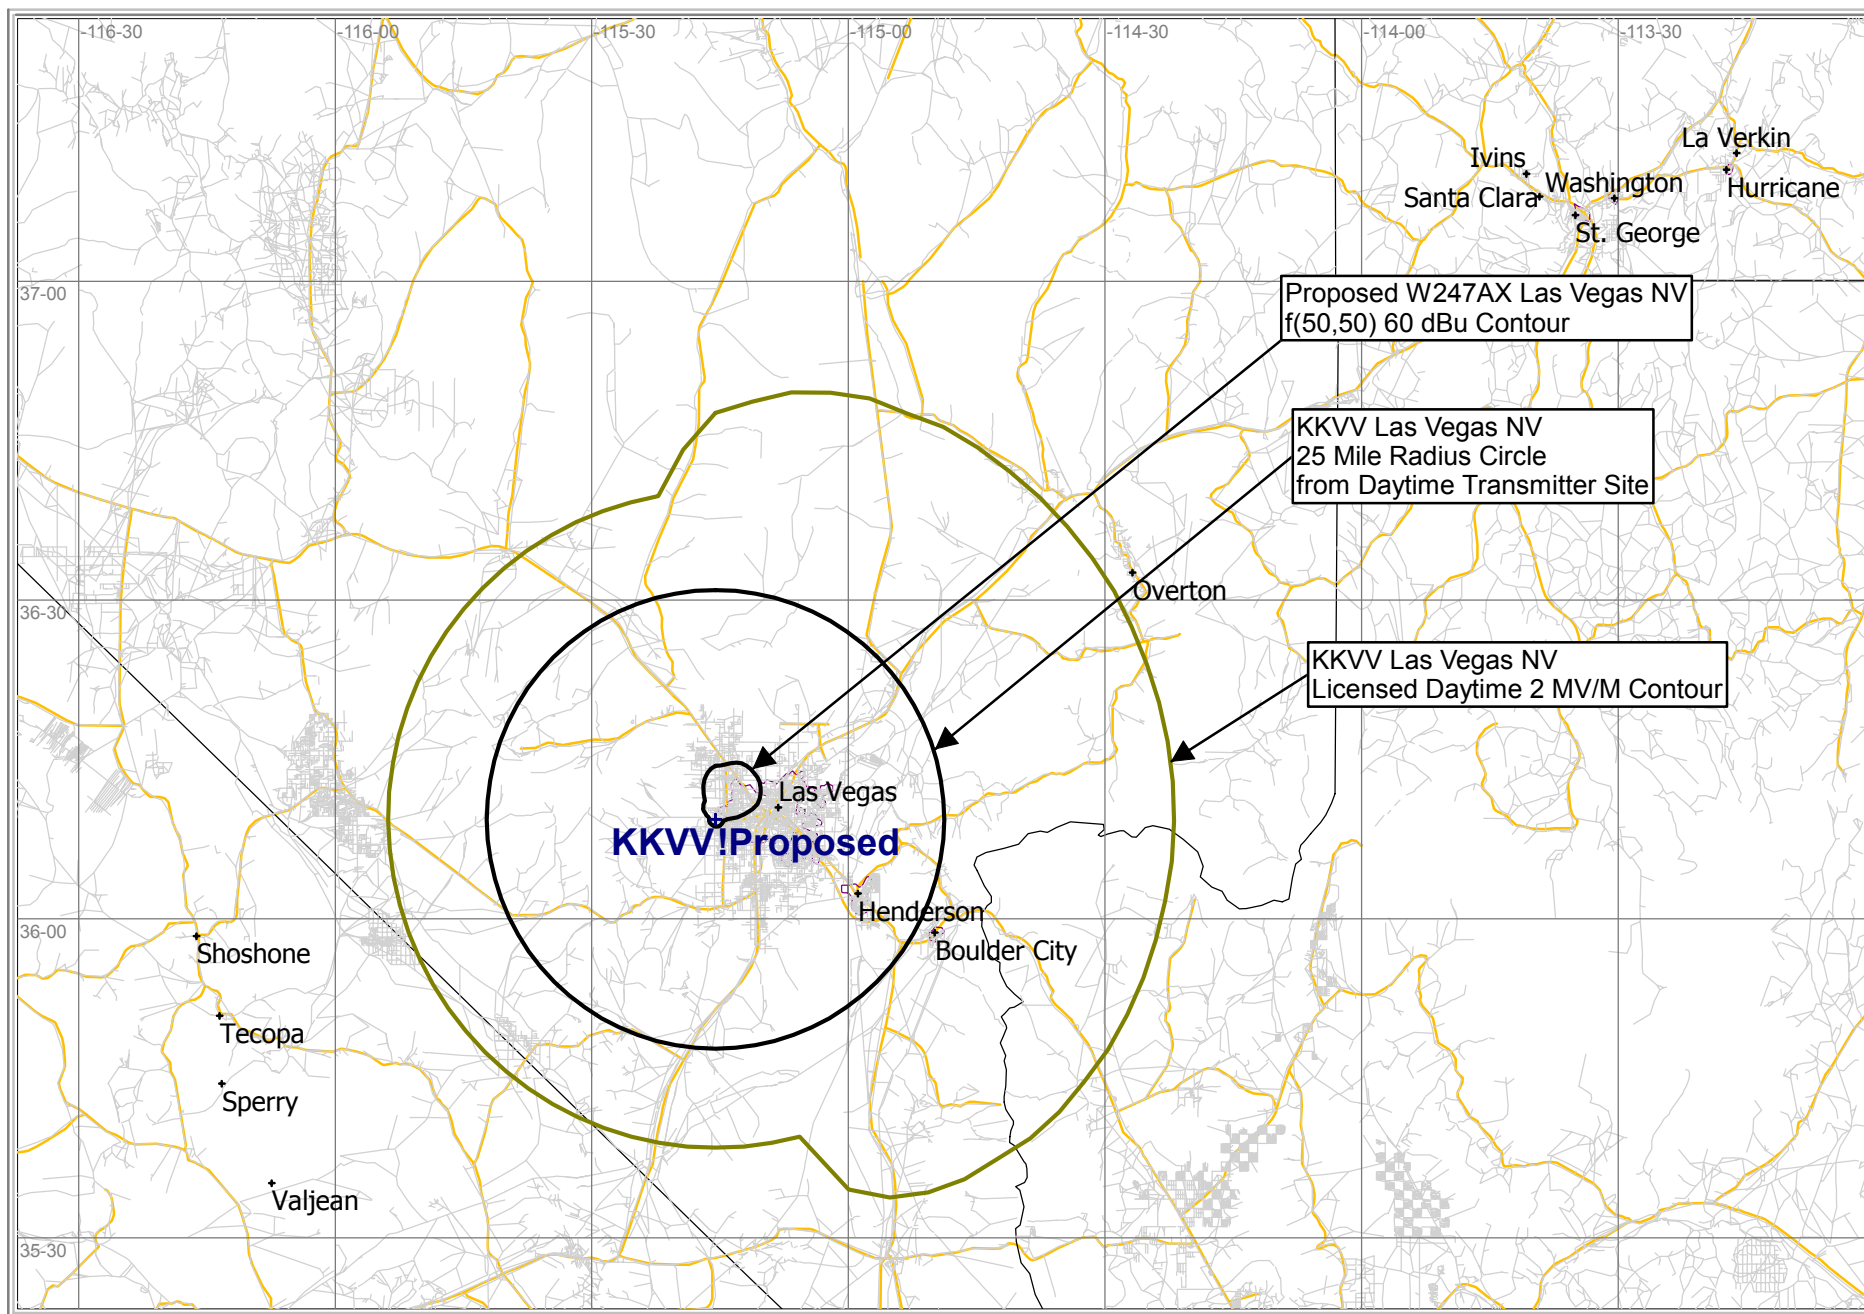 -116-30
-116-00
-115-30
-115-00
-114-30
-114-00
-113-30
La Verkin
Ivins
Washington
Hurricane
Santa Clara
St. George
37-00
Proposed W247AX Las Vegas NV
f(50,50) 60 dBu Contour
KKVV Las Vegas NV
25 Mile Radius Circle
from Daytime Transmitter Site
Overton
36-30
KKVV Las Vegas NV
Licensed Daytime 2 MV/M Contour
Las Vegas
KKVV!Proposed
Henderson
36-00
Shoshone
Boulder City
Tecopa
Sperry
Valjean
35-30